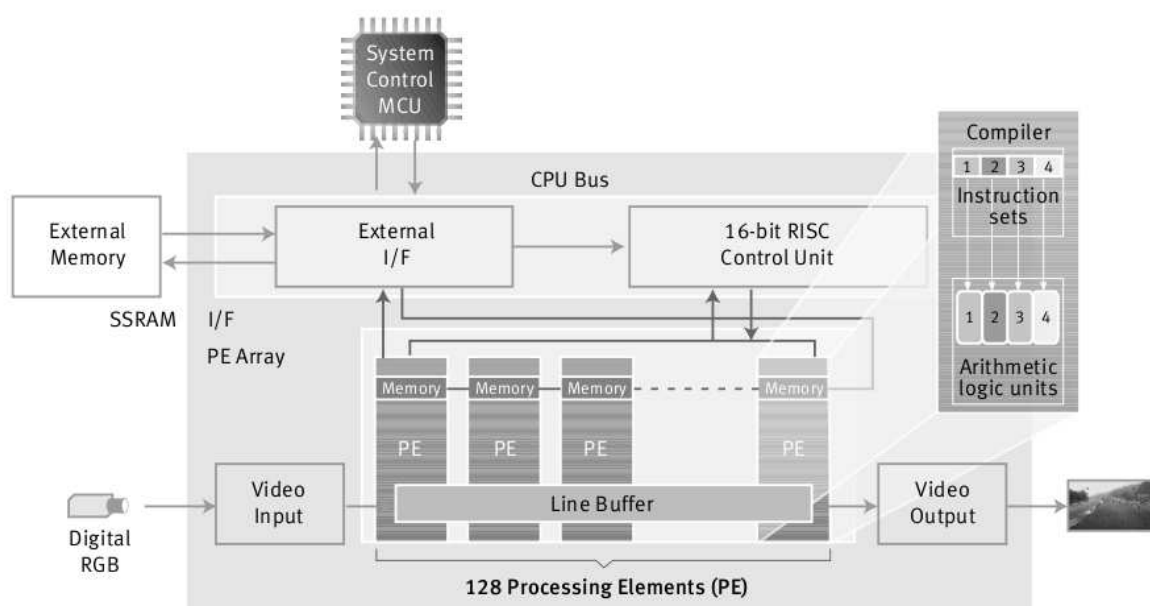 System
Control
MCU
Compiler
1 2 3 4
Instruction
sets
1 2 3 4
Arithmetic
logic units
CPU Bus
External
Memory
External
I/F
16-bit RISC
Control Unit
SSRAM I/F
PE Array
Memory Memory Memory Memory
PE PE PE PE
Video
Input
Line Buffer
Video
Output
Digital
RGB
128 Processing Elements (PE)